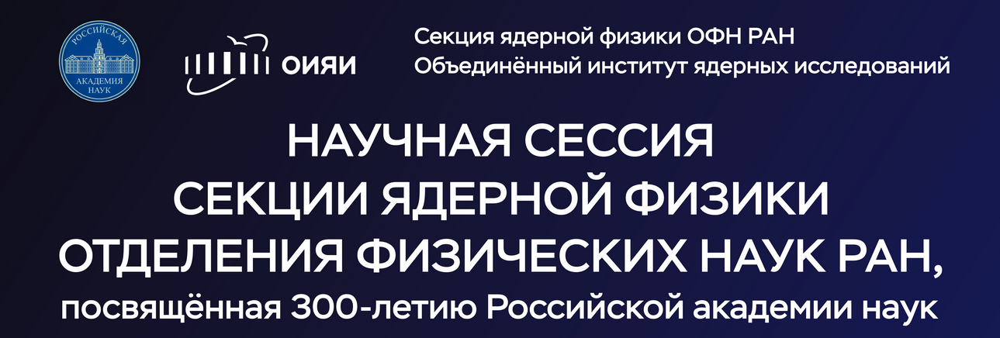 РОССИЙСКАЯ
АКАДЕМИЯ
НАУК
ОИЯИ
Секция ядерной физики ОФН РАН
Объединённый институт ядерных исследований
НАУЧНАЯ СЕССИЯ
СЕКЦИИ ЯДЕРНОЙ ФИЗИКИ
ОТДЕЛЕНИЯ ФИЗИЧЕСКИХ НАУК РАН,
посвящённая 300-летию Российской академии наук